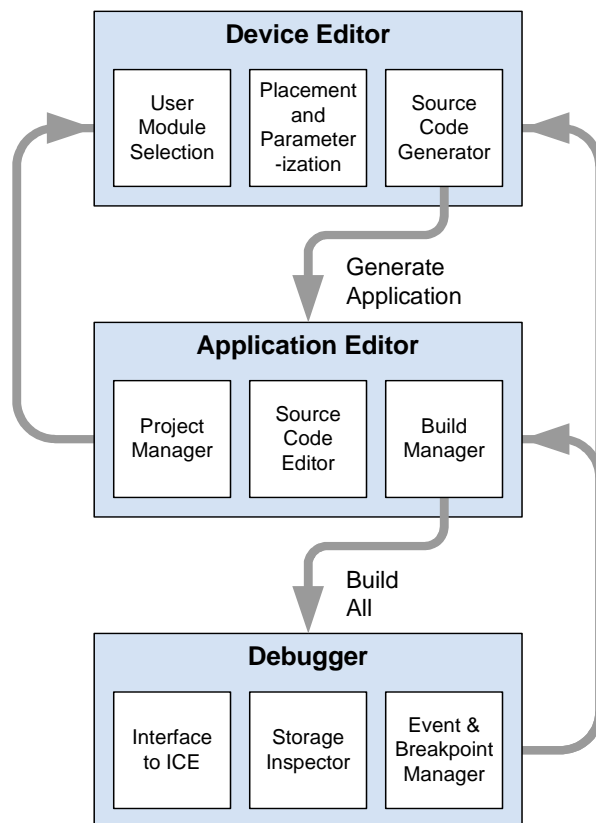 Device Editor
User
Module
Selection
Placement
and
Parameter
-ization
Source
Code
Generator
Generate
Application
Application Editor
Project
Manager
Source
Code
Editor
Build
Manager
Build
All
Debugger
Interface
to ICE
Storage
Inspector
Event &
Breakpoint
Manager